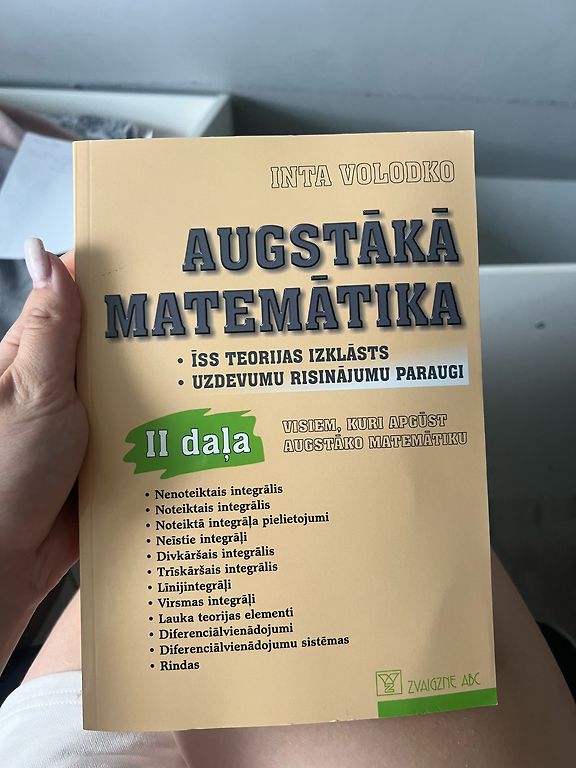 INTA VOLODKO
AUGSTĀKĀ
MATEMĀTIKA
• ĪSS TEORIJAS IZKLĀSTS
• UZDEVUMU RISINĀJUMU PARAUGI
II daļa
VISIEM, KURI APGŪST
AUGSTĀKO MATEMĀTIKU
• Nenoteiktais integrālis
• Noteiktais integrālis
• Noteiktā integrāļa pielietojumi
• Neīstie integrāļi
• Divkāršais integrālis
• Trīskāršais integrālis
• Līnijintegrāļi
• Virsmas integrāļi
• Lauka teorijas elementi
• Diferenciālvienādojumi
• Diferenciālvienādojumu sistēmas
• Rindas
ZVAIGZNE ABC